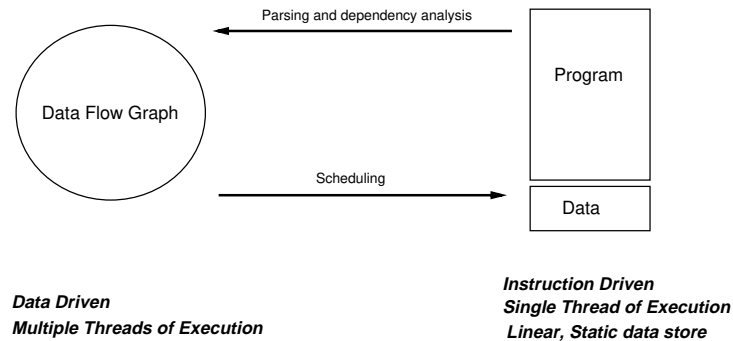 Parsing and dependency analysis
Program
Data Flow Graph
Scheduling
Data
Data Driven
Multiple Threads of Execution
Instruction Driven
Single Thread of Execution
Linear, Static data store